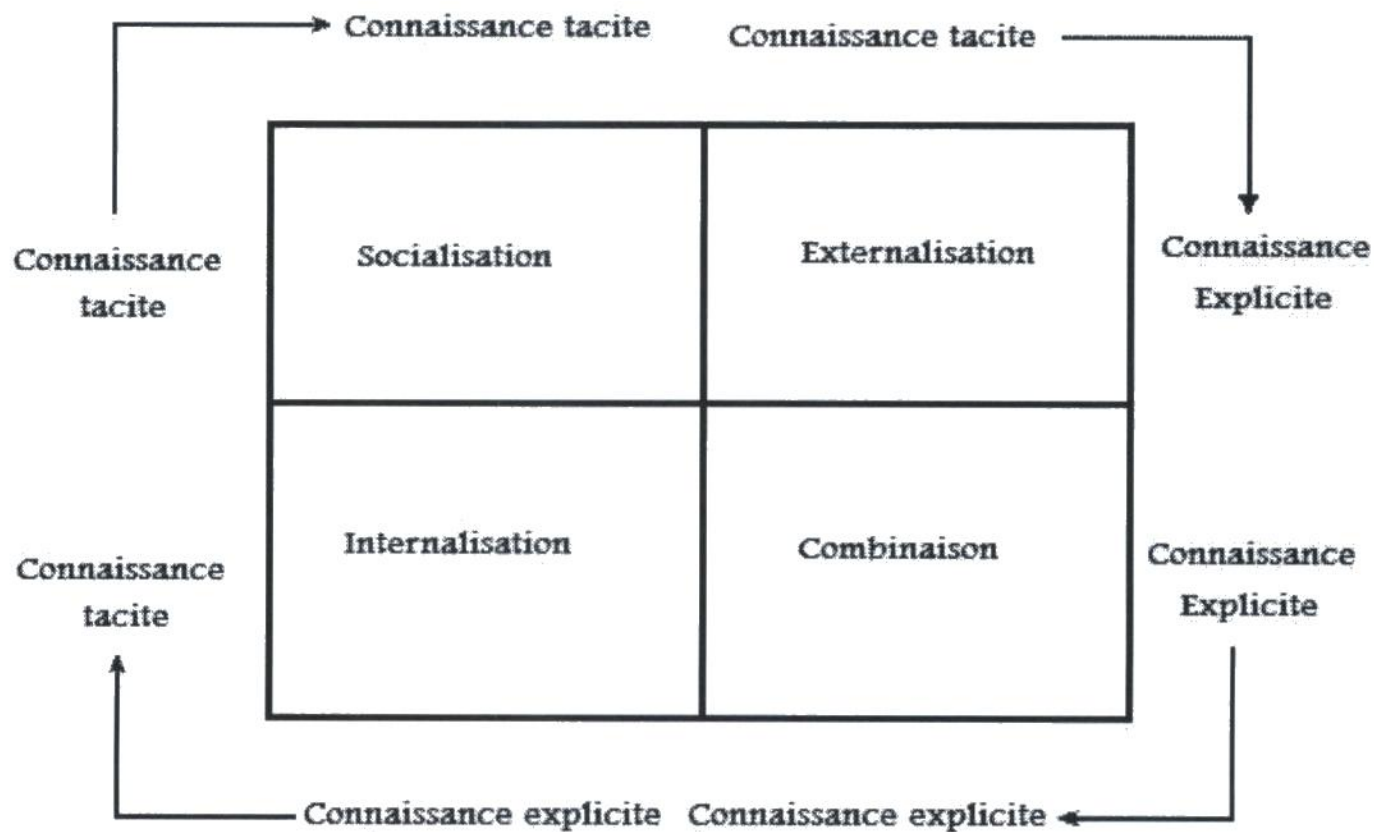 Connaissance tacite
Connaissance tacite
Connaissance
tacite
Socialisation
Externalisation
Connaissance
Explicite
Connaissance
tacite
Internalisation
Combinaison
Connaissance
Explicite
Connaissance explicite
Connaissance explicite